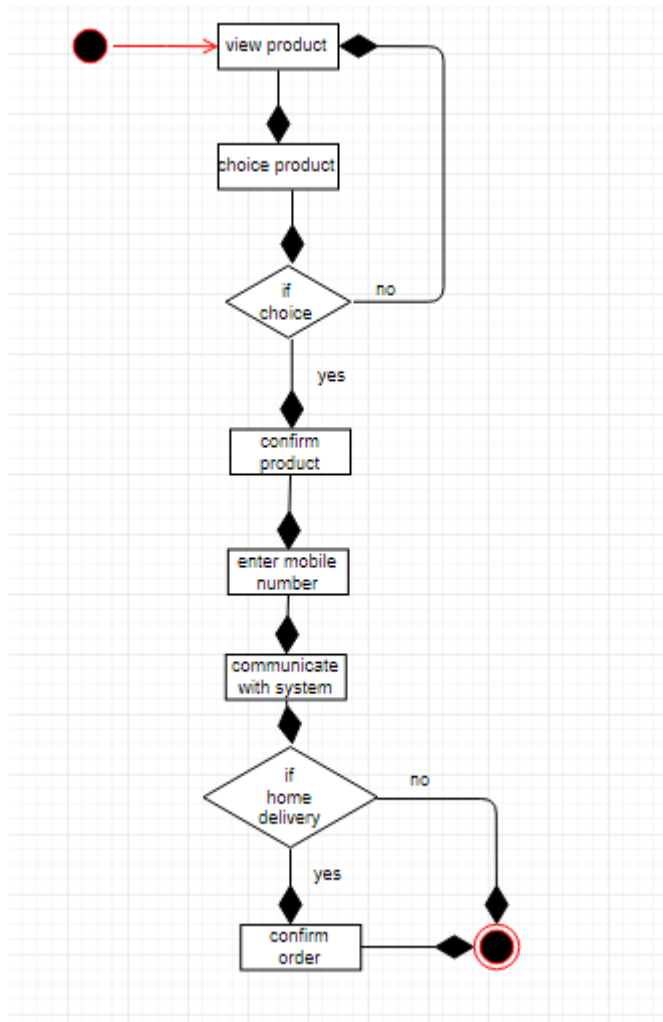 view product
choice product
if
choice
no
yes
confirm
product
enter mobile
number
communicate
with system
if
home
delivery
no
yes
confirm
order